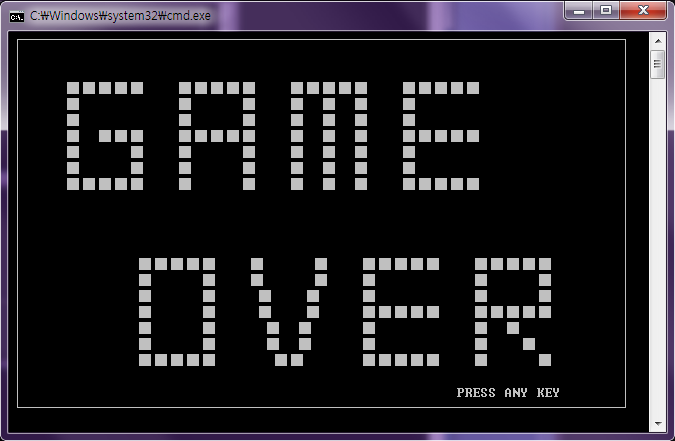 C:₩Windows₩system32₩cmd.exe
GAME
OVER
PRESS ANY KEY